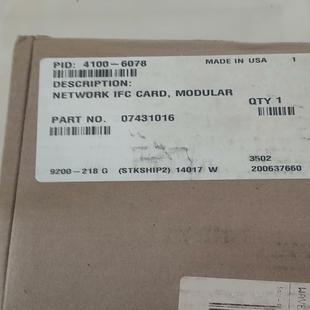 PID: 4100-6078 MADE IN USA 1
DESCRIPTION:
NETWORK IFC CARD, MODULAR
QTY 1
PART NO. 07431016
3502
9200-218 G (STKSHIP2) 14017 W 200637660
WAVE